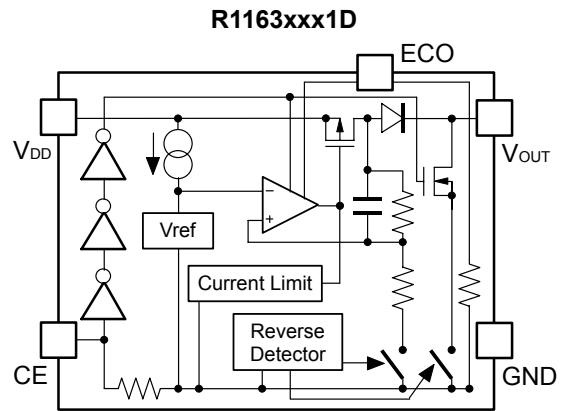 R1163xxx1D
ECO
VDD
VOUT
−
+
Vref
Current Limit
Reverse
Detector
CE
GND